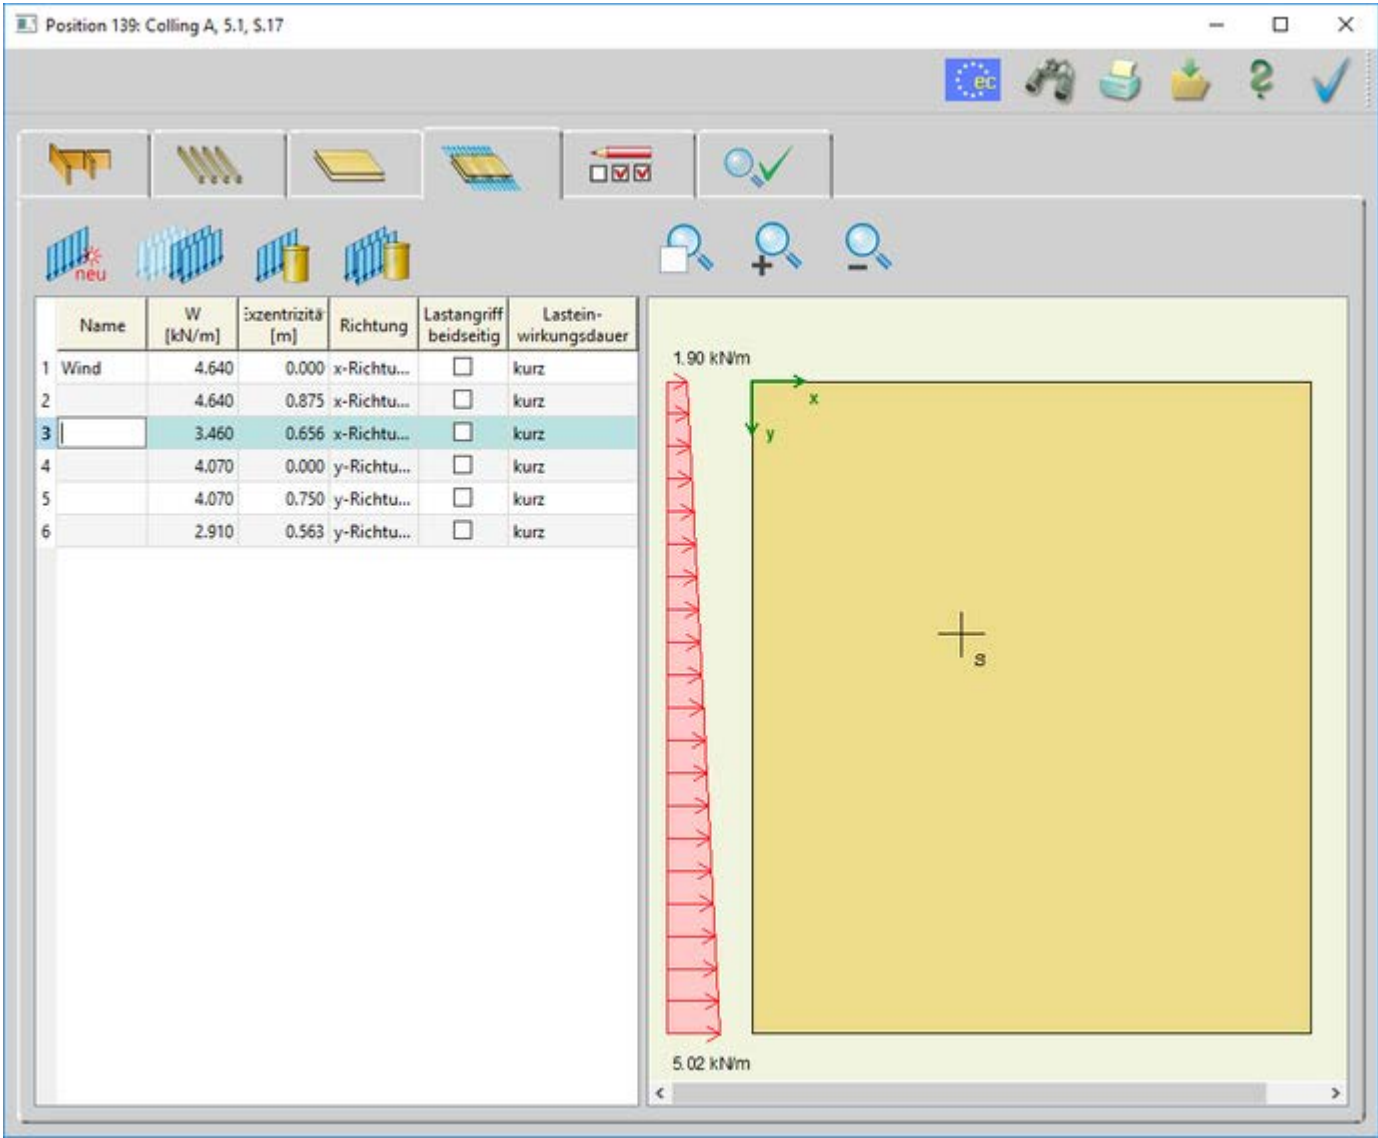 Position 139: Colling A, 5.1, S.17
ec
neu
Name W [kN/m] Exzentrizitä [m] Richtung Lastangriff beidseitig Lastein- wirkungsdauer
1 Wind 4.640 0.000 x-Richtu... kurz
2 4.640 0.875 x-Richtu... kurz
3 3.460 0.656 x-Richtu... kurz
4 4.070 0.000 y-Richtu... kurz
5 4.070 0.750 y-Richtu... kurz
6 2.910 0.563 y-Richtu... kurz
1.90 kN/m
x
y
s
5.02 kN/m